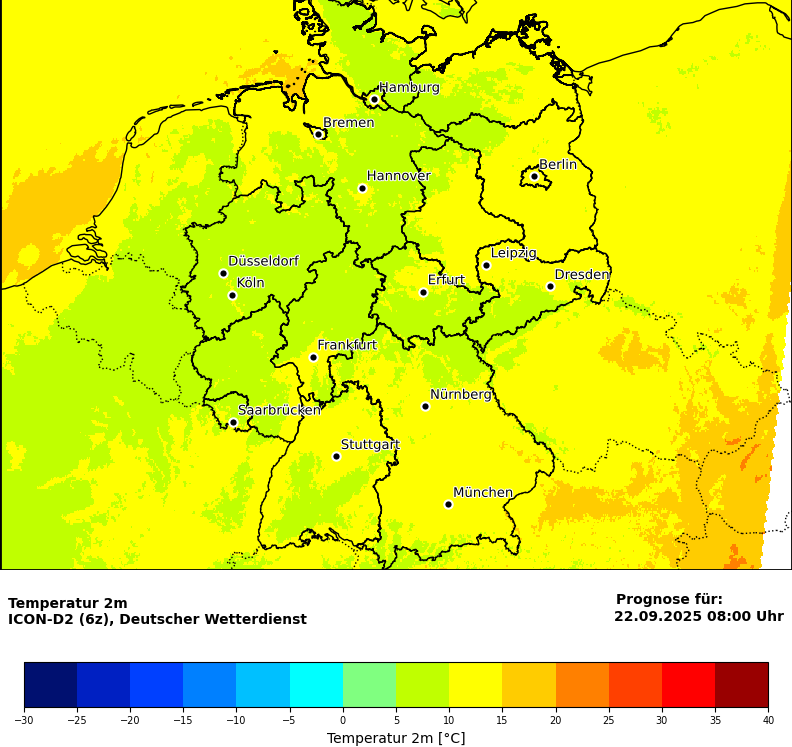 Hamburg
Bremen
Berlin
Hannover
Leipzig
Düsseldorf
Dresden
Köln
Erfurt
Frankfurt
Nürnberg
Saarbrücken
Stuttgart
München
Temperatur 2m
ICON-D2 (6z), Deutscher Wetterdienst
Prognose für:
22.09.2025 08:00 Uhr
−30 −25 −20 −15 −10 −5 0 5 10 15 20 25 30 35 40
Temperatur 2m [°C]